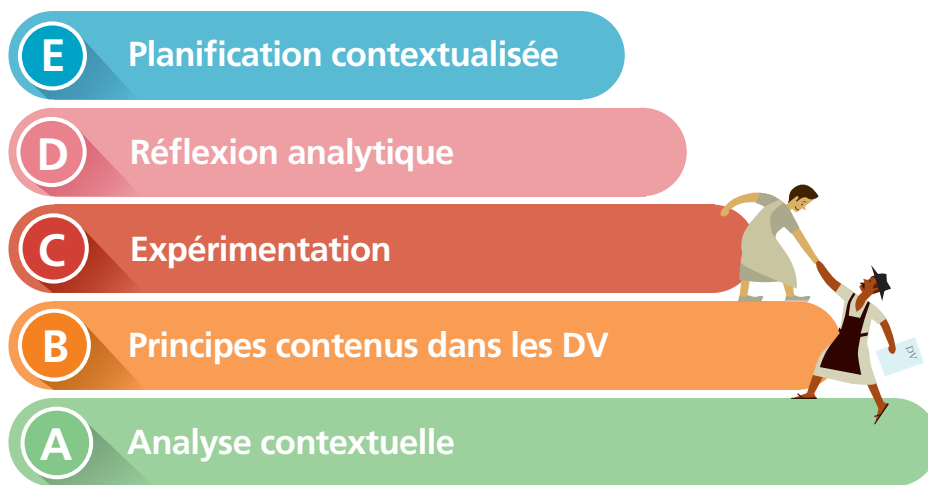 E Planification contextualisée
D Réflexion analytique
C Expérimentation
B Principes contenus dans les DV
DV
A Analyse contextuelle